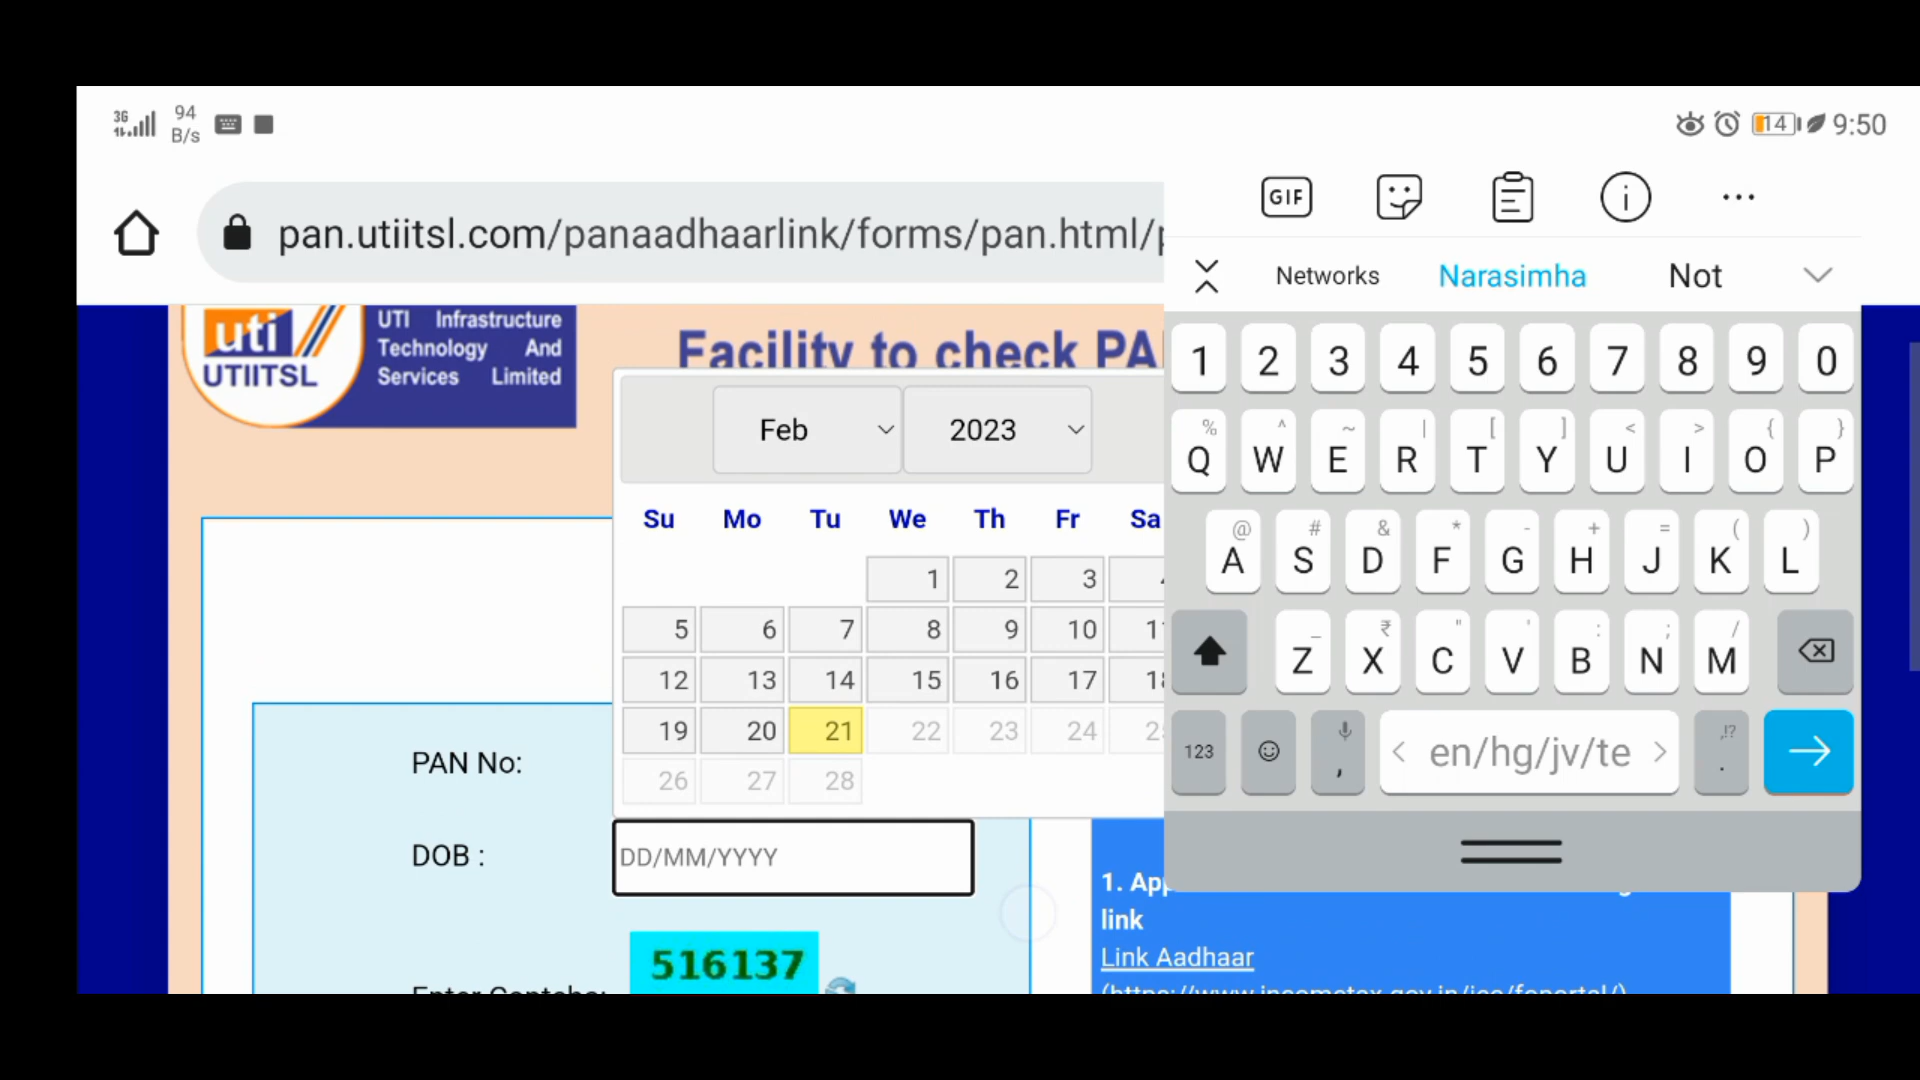 3G 94 B/s 14 9:50
pan.utiitsl.com/panaadhaarlink/forms/pan.html/
uti
UTIITSL
UTI Infrastructure
Technology And
Services Limited
Facility to check
Feb 2023
Su Mo Tu We Th Fr Sa
1 2 3
5 6 7 8 9 10
12 13 14 15 16 17
19 20 21 22 23 24
26 27 28
PAN No:
DOB :
DD/MM/YYYY
516137
1.
link
Link Aadhaar
GIF
Networks Narasimha Not
1 2 3 4 5 6 7 8 9 0
% ^ ~ | [ ] < > { }
Q W E R T Y U I O P
@ # & * - + = ( )
A S D F G H J K L
_ ₹ " ' : ; /
Z X C V B N M
123 , < en/hg/jv/te > ,!? .